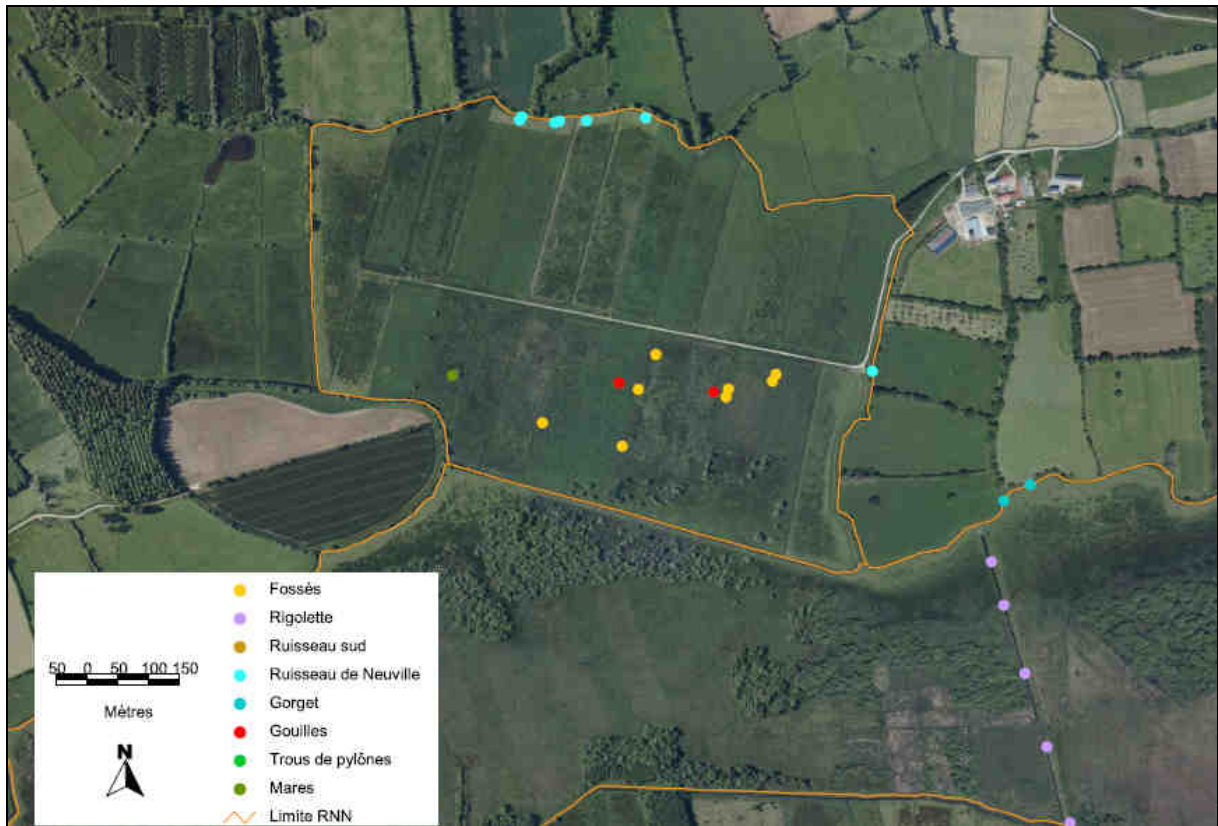 Fossés
Rigolette
Ruisseau sud
50 0 50 100 150
Ruisseau de Neuville
Mètres
Gorget
Gouilles
N
Trous de pylônes
Mares
Limite RNN